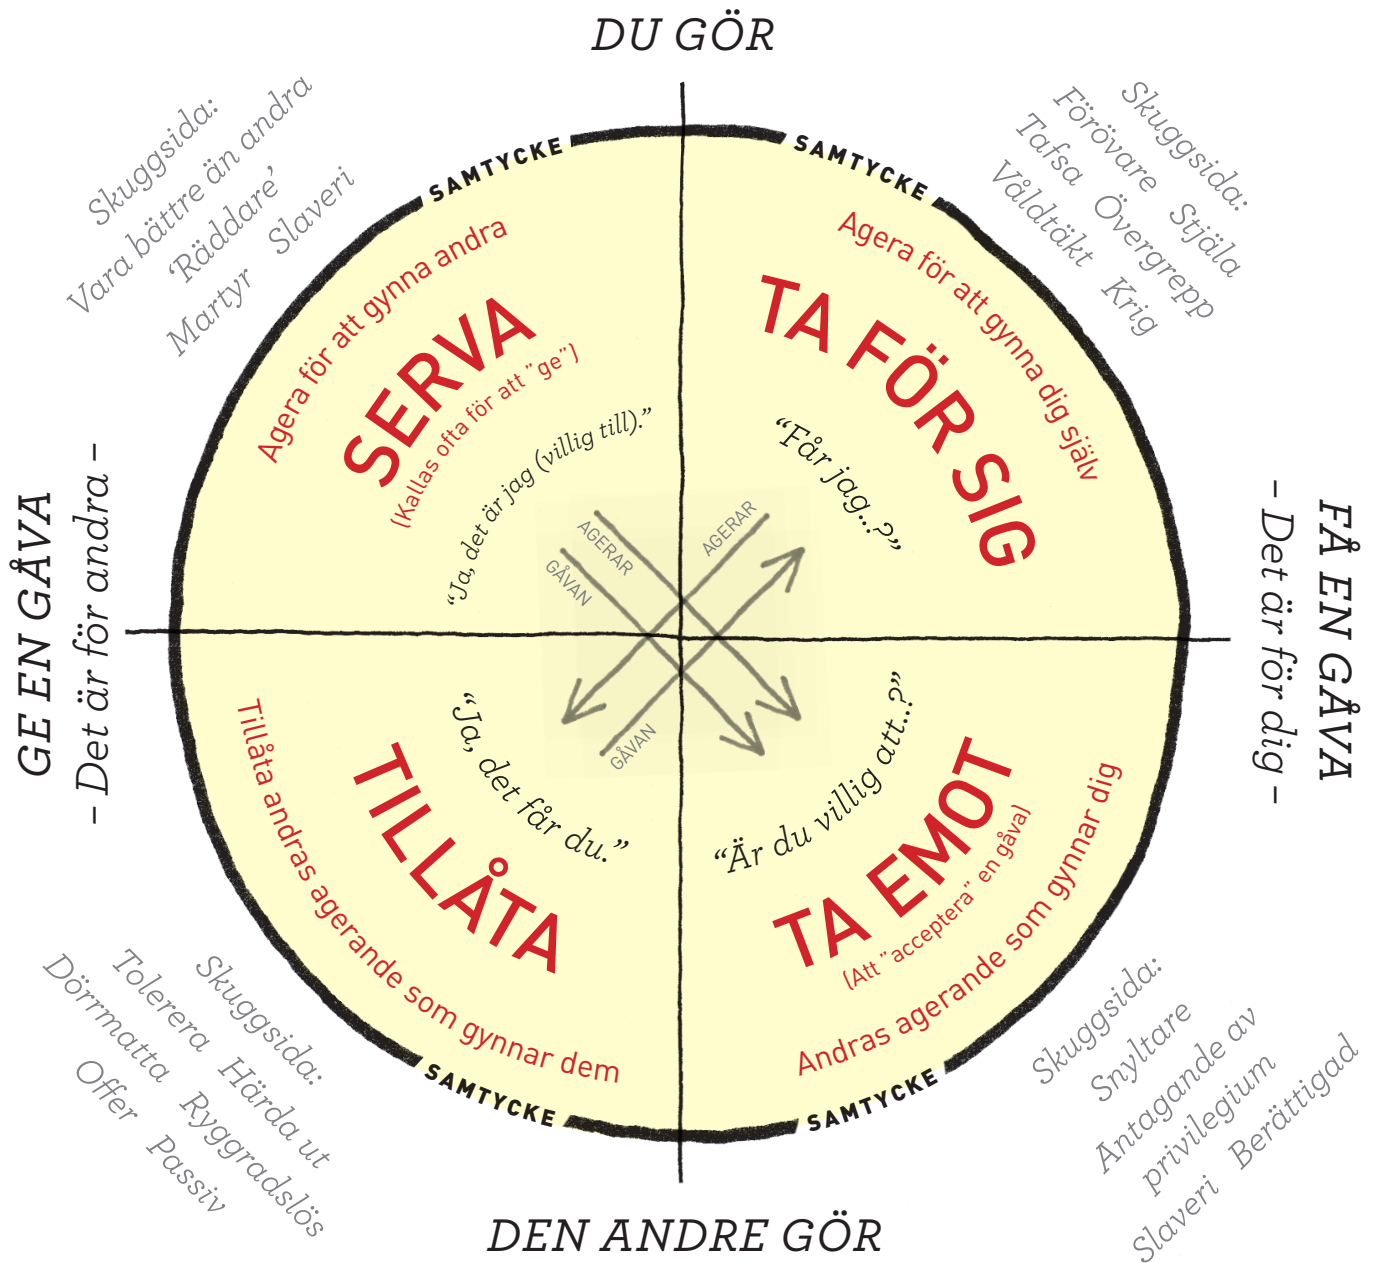 DU GÖR
Skuggsida:
Vara bättre än andra
‘Räddare’
Martyr Slaveri
Skuggsida:
Förövare Stjäla
Tafsa Övergrepp
Våldtäkt Krig
SAMTYCKE
SAMTYCKE
Agera för att gynna andra
SERVA
(Kallas ofta för att ”ge”)
“Ja, det är jag (villig till).”
Agera för att gynna dig själv
TA FÖR SIG
“Får jag...?”
GE EN GÅVA
– Det är för andra –
FÅ EN GÅVA
– Det är för dig –
AGERAR
GÅVAN
AGERAR
GÅVAN
“Ja, det får du.”
TILLÅTA
Tillåta andras agerande som gynnar dem
“Är du villig att...?”
TA EMOT
(Att ”acceptera” en gåva)
Andras agerande som gynnar dig
SAMTYCKE
SAMTYCKE
Skuggsida:
Tolerera Härda ut
Dörrmatta Ryggradslös
Offer Passiv
Skuggsida:
Snyltare
Antagande av
privilegium
Slaveri Berättigad
DEN ANDRE GÖR